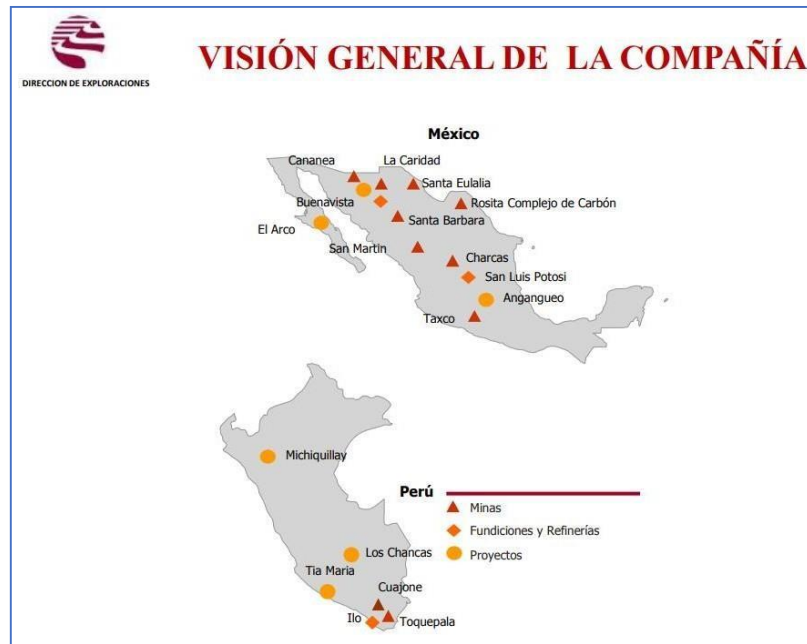 VISIÓN GENERAL DE LA COMPAÑÍA
DIRECCION DE EXPLORACIONES
México
Cananea
La Caridad
Santa Eulalia
Buenavista
Rosita Complejo de Carbón
Santa Barbara
El Arco
San Martin
Charcas
San Luis Potosi
Angangueo
Taxco
Michiquillay
Perú
Minas
Fundiciones y Refinerías
Proyectos
Los Chancas
Tia Maria
Cuajone
Ilo
Toquepala